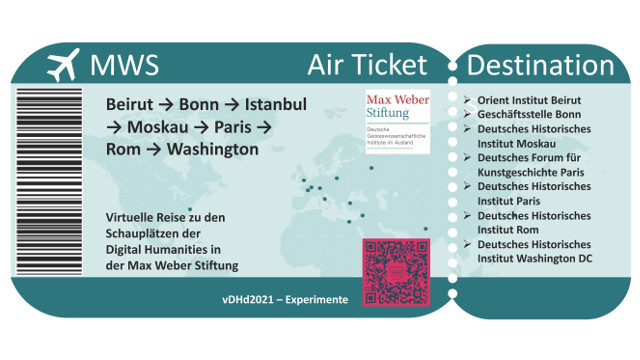 MWS
Air Ticket
Destination
Beirut → Bonn → Istanbul
→ Moskau → Paris →
Rom → Washington
Max Weber
Stiftung
Deutsche
Geisteswissenschaftliche
Institute im Ausland
Virtuelle Reise zu den
Schauplätzen der
Digital Humanities in
der Max Weber Stiftung
vDHd2021 – Experimente
➢ Orient Institut Beirut
➢ Geschäftsstelle Bonn
➢ Deutsches Historisches
Institut Moskau
➢ Deutsches Forum für
Kunstgeschichte Paris
➢ Deutsches Historisches
Institut Paris
➢ Deutsches Historisches
Institut Rom
➢ Deutsches Historisches
Institut Washington DC